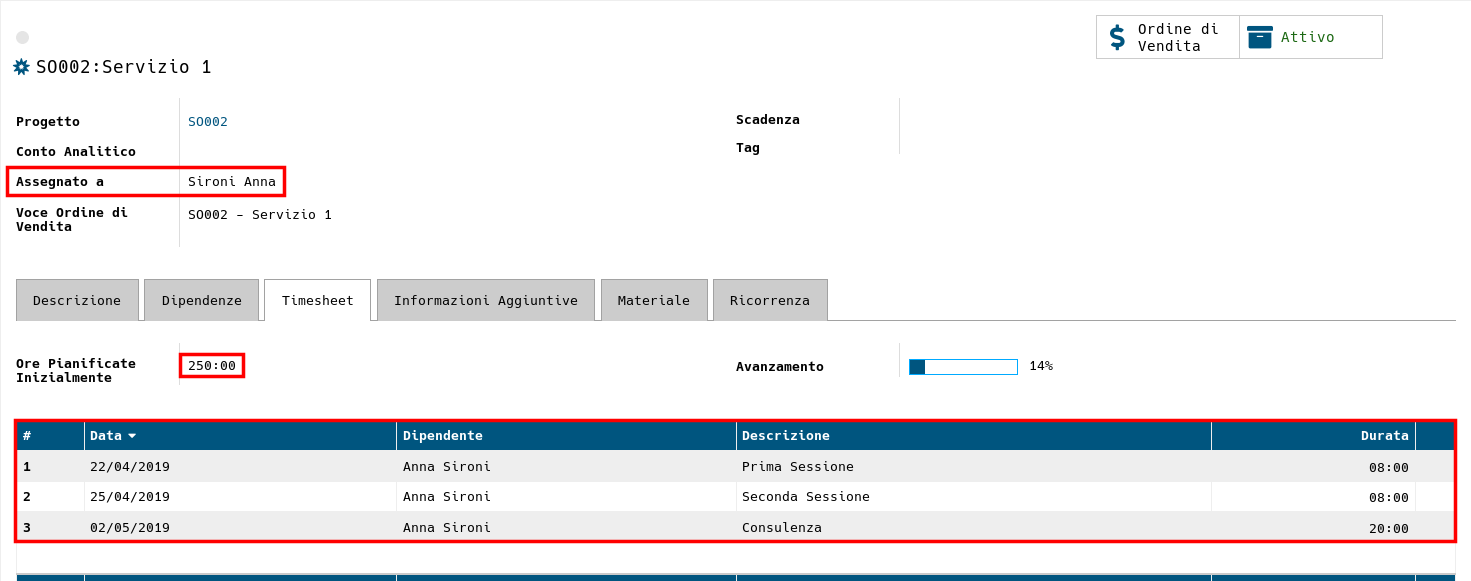 Ordine di
Vendita
Attivo
SO002:Servizio 1
Progetto SO002
Scadenza
Conto Analitico
Tag
Assegnato a Sironi Anna
Voce Ordine di
Vendita
SO002 - Servizio 1
Descrizione Dipendenze Timesheet Informazioni Aggiuntive Materiale Ricorrenza
Ore Pianificate
Inizialmente
250:00
Avanzamento 14%
# Data Dipendente Descrizione Durata
1 22/04/2019 Anna Sironi Prima Sessione 08:00
2 25/04/2019 Anna Sironi Seconda Sessione 08:00
3 02/05/2019 Anna Sironi Consulenza 20:00